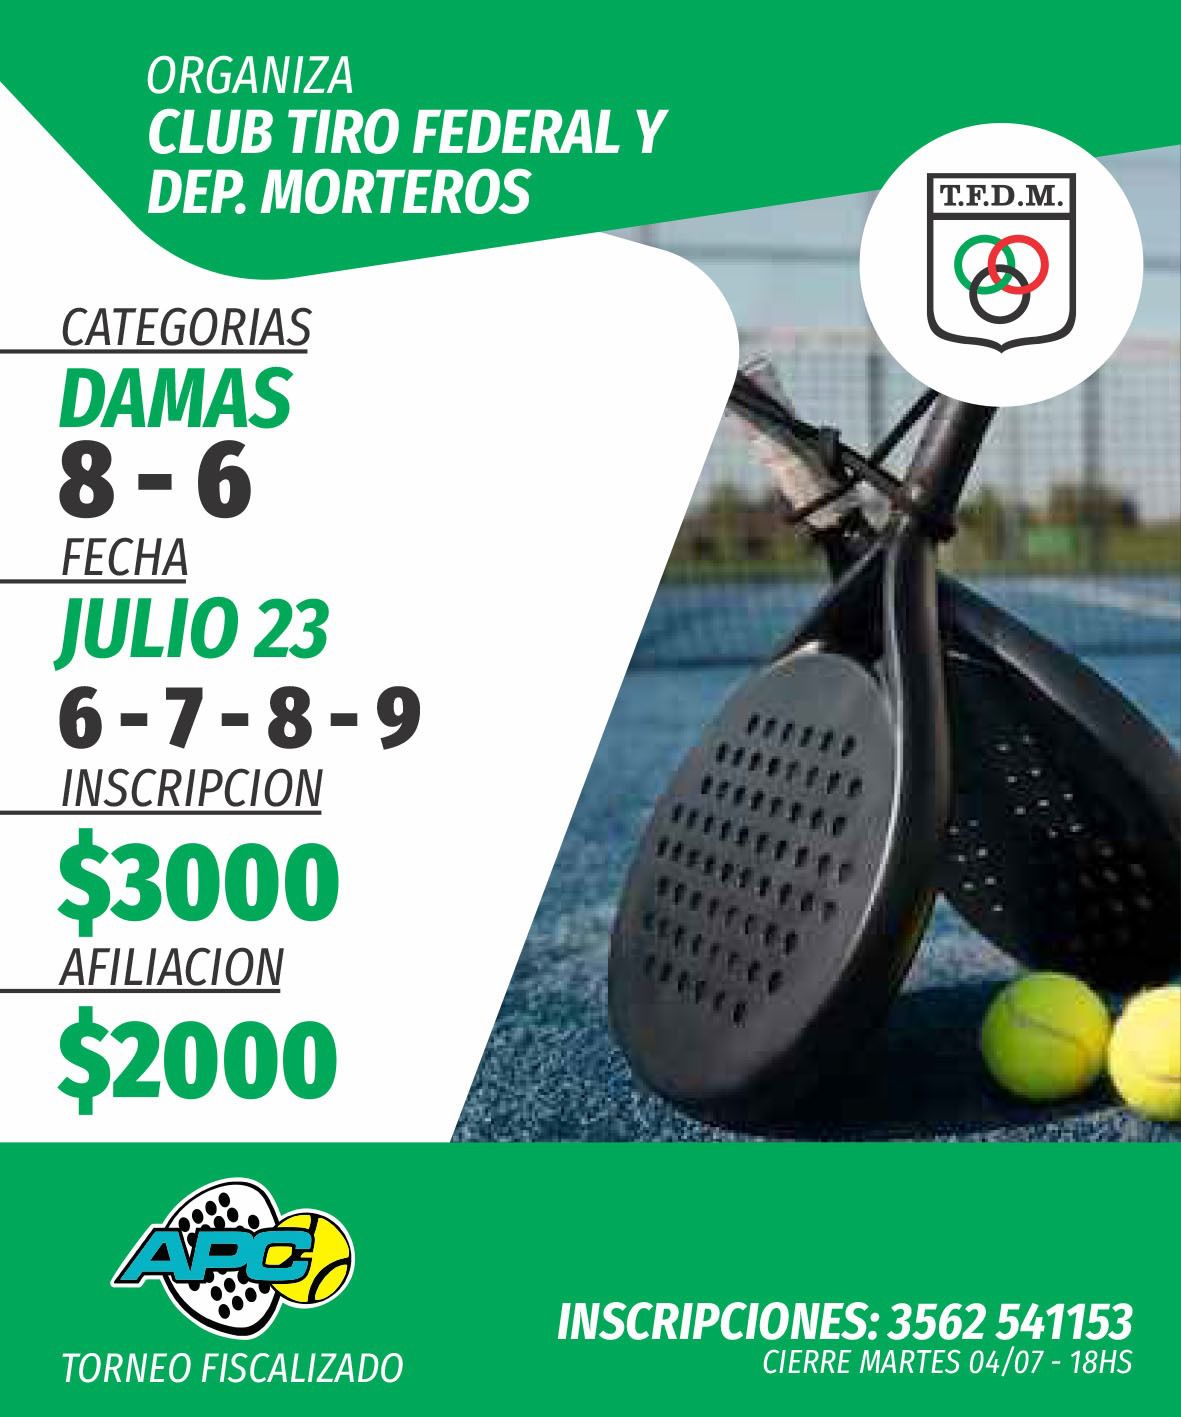 ORGANIZA
CLUB TIRO FEDERAL Y
DEP. MORTEROS
T.F.D.M.
CATEGORIAS
DAMAS
8 - 6
FECHA
JULIO 23
6 - 7 - 8 - 9
INSCRIPCION
$3000
AFILIACION
$2000
APC
TORNEO FISCALIZADO
INSCRIPCIONES: 3562 541153
CIERRE MARTES 04/07 - 18HS